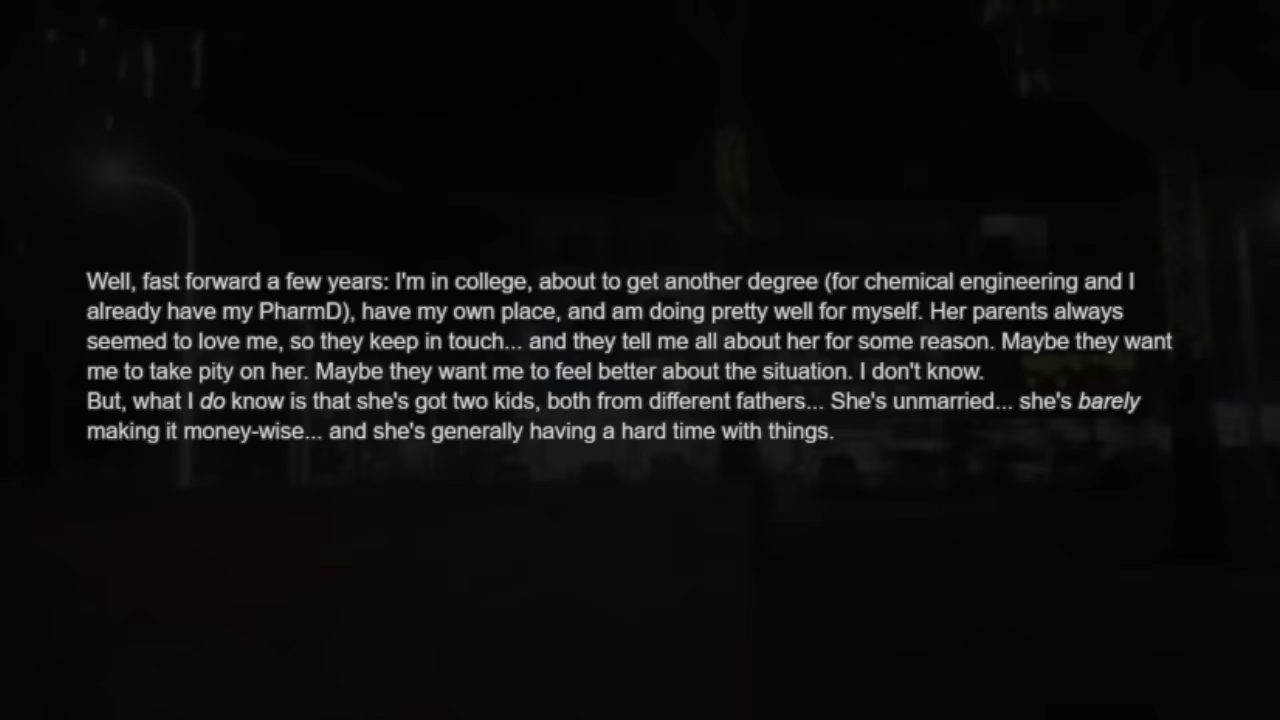 Well, fast forward a few years: I'm in college, about to get another degree (for chemical engineering and I
already have my PharmD), have my own place, and am doing pretty well for myself. Her parents always
seemed to love me, so they keep in touch... and they tell me all about her for some reason. Maybe they want
me to take pity on her. Maybe they want me to feel better about the situation. I don't know.
But, what I do know is that she's got two kids, both from different fathers... She's unmarried... she's barely
making it money-wise... and she's generally having a hard time with things.